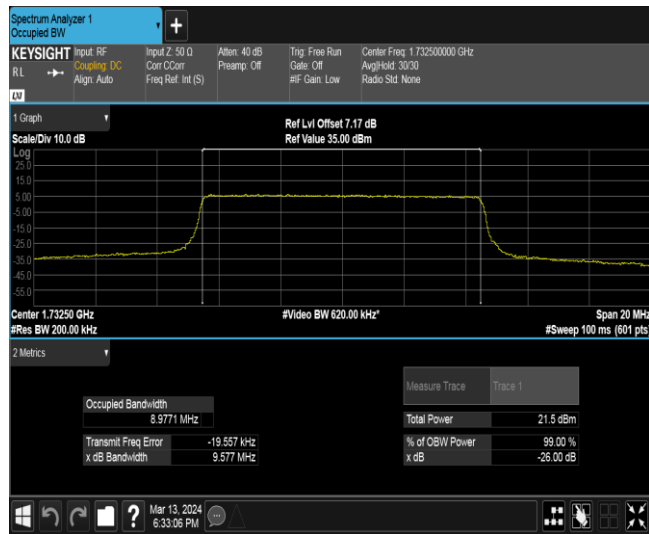 Spectrum Analyzer 1
Occupied BW
+
KEYSIGHT
R L
LXI
Input: RF
Coupling: DC
Align: Auto
Input Z: 50 Ω
Corr CCorr
Freq Ref: Int (S)
Atten: 40 dB
Preamp: Off
Trig: Free Run
Gate: Off
#IF Gain: Low
Center Freq: 1.732500000 GHz
Avg|Hold: 30/30
Radio Std: None
1 Graph
Scale/Div 10.0 dB
Ref Lvl Offset 7.17 dB
Ref Value 35.00 dBm
Log
25.0
15.0
5.00
-5.00
-15.0
-25.0
-35.0
-45.0
-55.0
Center 1.73250 GHz
#Res BW 200.00 kHz
#Video BW 620.00 kHz*
Span 20 MHz
#Sweep 100 ms (601 pts)
2 Metrics
Measure Trace Trace 1
Occupied Bandwidth
8.9771 MHz
Total Power 21.5 dBm
Transmit Freq Error -19.557 kHz
% of OBW Power 99.00 %
x dB Bandwidth 9.577 MHz
x dB -26.00 dB
?
Mar 13, 2024
6:33:06 PM